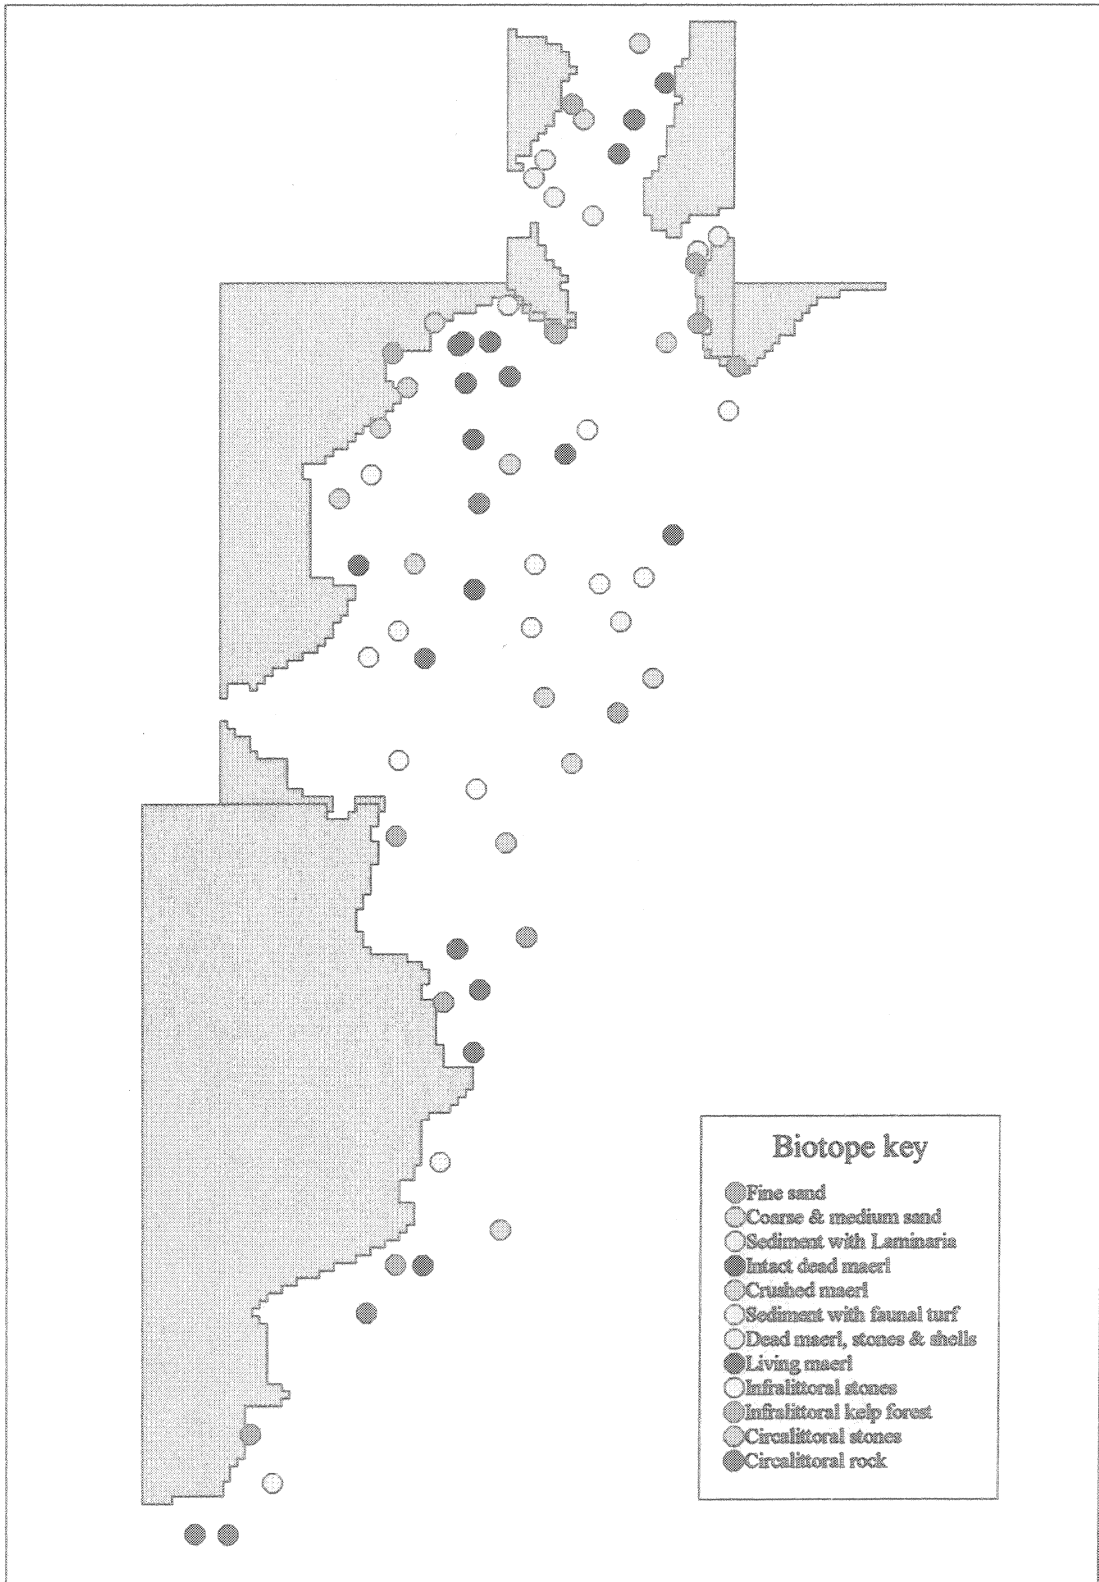 Biotope key
Fine sand
Coarse & medium sand
Sediment with Laminaria
Intact dead maerl
Crushed maerl
Sediment with faunal turf
Dead maerl, stones & shells
Living maerl
Infralittoral stones
Infralittoral kelp forest
Circalittoral stones
Circalittoral rock